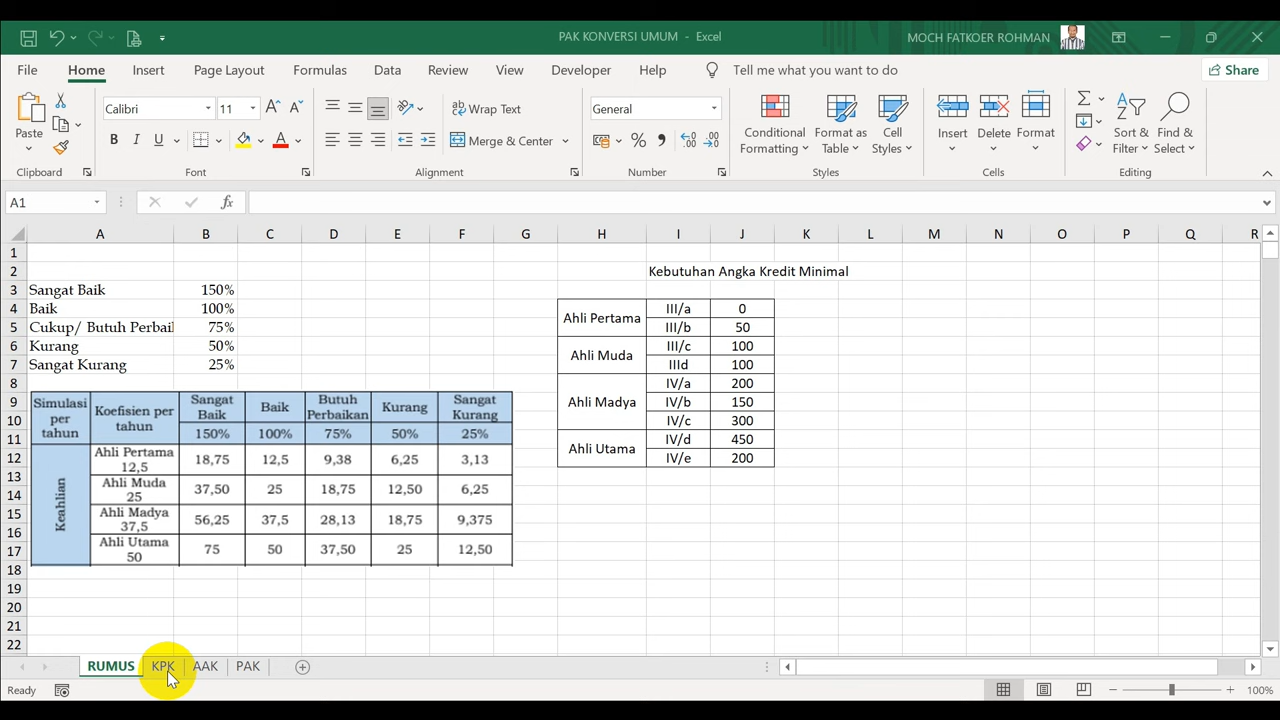 PAK KONVERSI UMUM - Excel
MOCH FATKOER ROHMAN
File Home Insert Page Layout Formulas Data Review View Developer Help Tell me what you want to do Share
Calibri 11 A A
Wrap Text
General
Paste
B I U A
Merge & Center
% ,
Conditional Formatting
Format as Table
Cell Styles
Insert Delete Format
Sort & Filter
Find & Select
Clipboard Font Alignment Number Styles Cells Editing
A1 fx
A B C D E F G H I J K L M N O P Q R
1
2 Kebutuhan Angka Kredit Minimal
3 Sangat Baik 150%
4 Baik 100% Ahli Pertama III/a 0
5 Cukup/ Butuh Perbai 75% III/b 50
6 Kurang 50% Ahli Muda III/c 100
7 Sangat Kurang 25% IIId 100
8 Ahli Madya IV/a 200
9 IV/b 150
10 IV/c 300
11 Ahli Utama IV/d 450
12 IV/e 200
13
14
15
16
17
18
19
20
21
22
Simulasi per tahun Koefisien per tahun Sangat Baik Baik Butuh Perbaikan Kurang Sangat Kurang
150% 100% 75% 50% 25%
Keahlian
Ahli Pertama 12,5 18,75 12,5 9,38 6,25 3,13
Ahli Muda 25 37,50 25 18,75 12,50 6,25
Ahli Madya 37,5 56,25 37,5 28,13 18,75 9,375
Ahli Utama 50 75 50 37,50 25 12,50
RUMUS KPK AAK PAK
Ready 100%